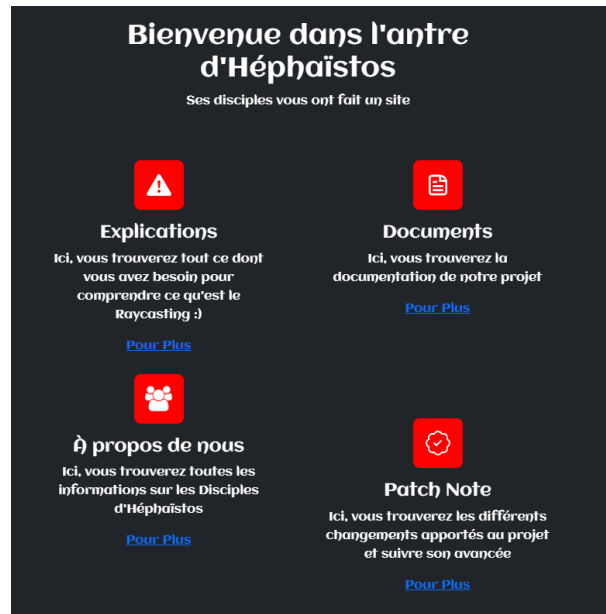 Bienvenue dans l'antre
d'Héphaïstos
Ses disciples vous ont fait un site
Explications
Ici, vous trouverez tout ce dont
vous avez besoin pour
comprendre ce qu'est le
Raycasting :)
Pour Plus
Documents
Ici, vous trouverez la
documentation de notre projet
Pour Plus
À propos de nous
Ici, vous trouverez toutes les
informations sur les Disciples
d'Héphaïstos
Pour Plus
Patch Note
Ici, vous trouverez les différents
changements apportés au projet
et suivre son avancée
Pour Plus